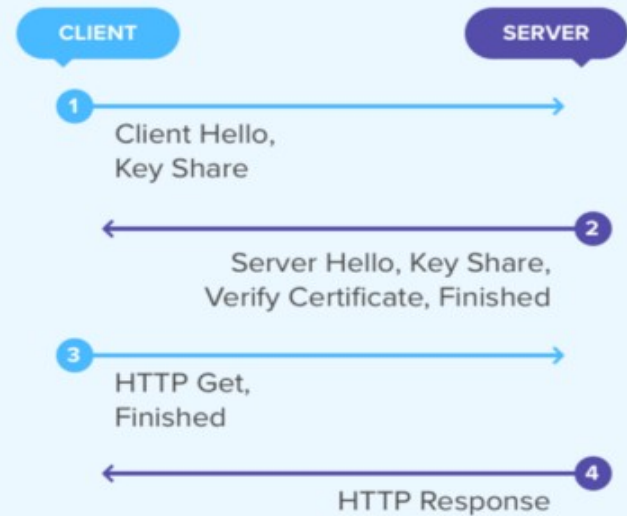 CLIENT
SERVER
1
Client Hello,
Key Share
2
Server Hello, Key Share,
Verify Certificate, Finished
3
HTTP Get,
Finished
4
HTTP Response